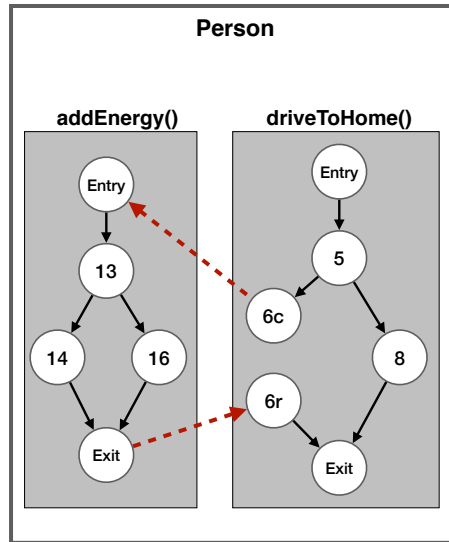 Person
addEnergy()
driveToHome()
Entry
13
14
16
Exit
Entry
5
6c
8
6r
Exit